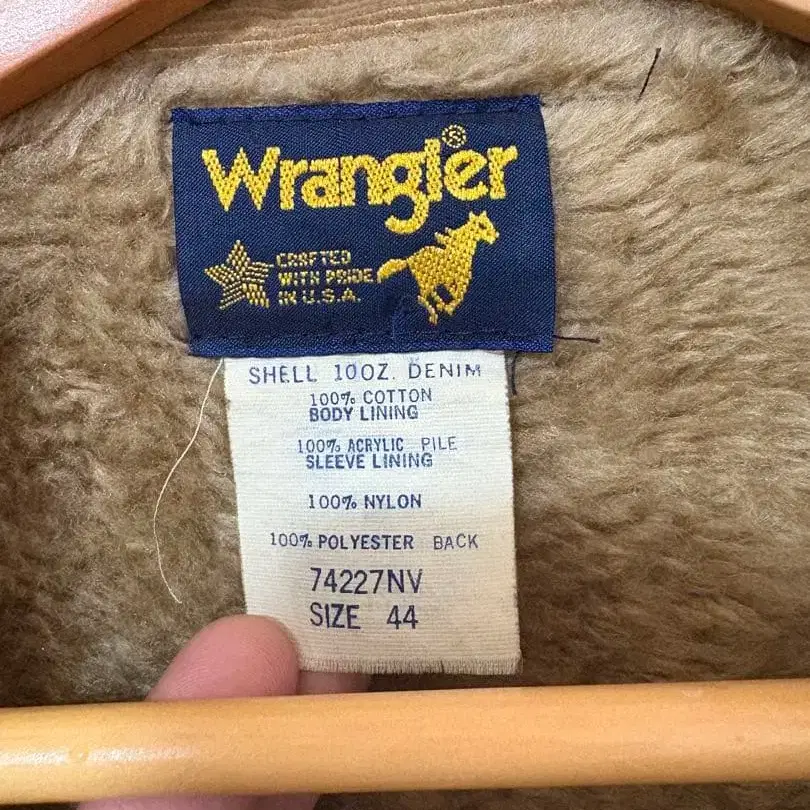 Wrangler®
CRAFTED
WITH PRIDE
IN U.S.A.
SHELL 10OZ. DENIM
100% COTTON
BODY LINING
100% ACRYLIC PILE
SLEEVE LINING
100% NYLON
100% POLYESTER BACK
74227NV
SIZE 44